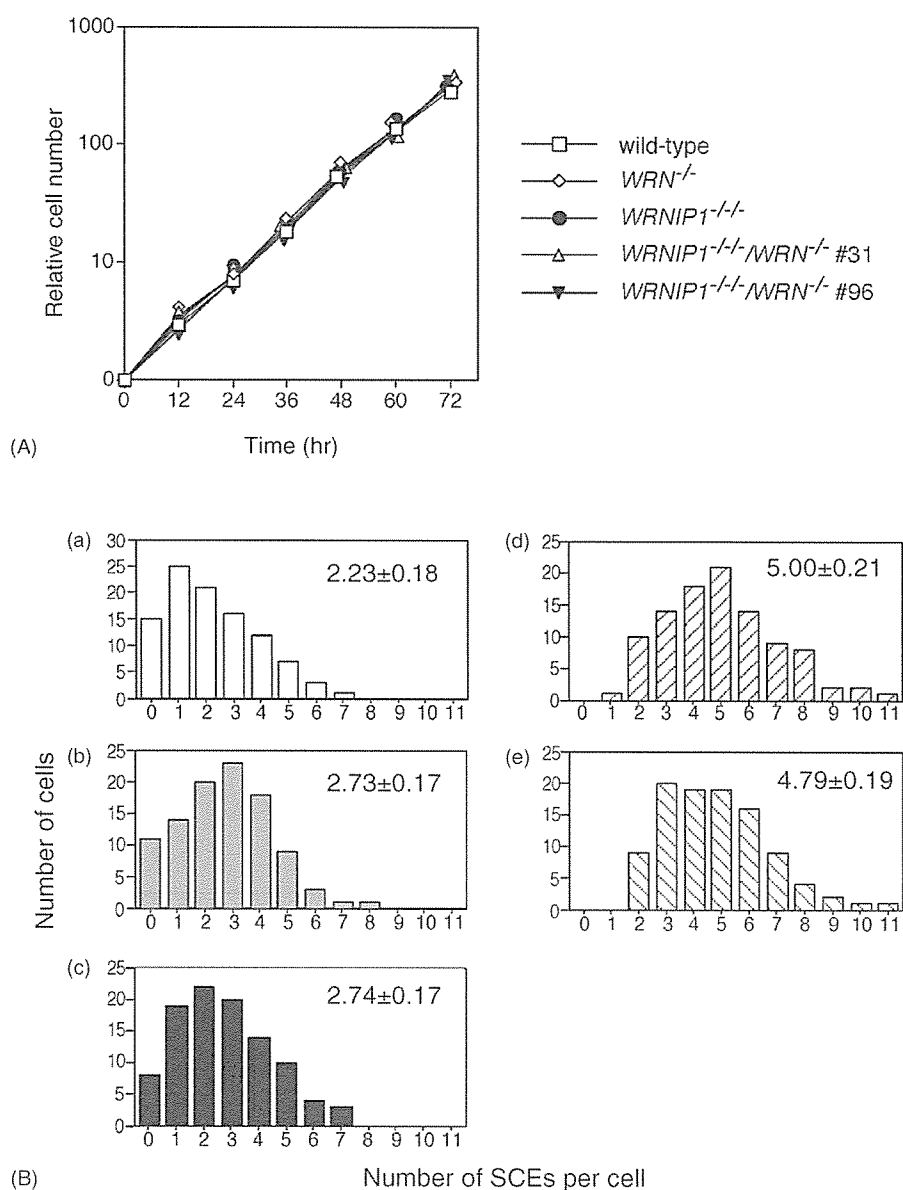 1000
100
10
0
Relative cell number
0 12 24 36 48 60 72
Time (hr)
(A)
wild-type
WRN-/-
WRNIP1-/-/-
WRNIP1-/-/-/WRN-/- #31
WRNIP1-/-/-/WRN-/- #96
(a)
30
25
20
15
10
5
0
2.23±0.18
0 1 2 3 4 5 6 7 8 9 10 11
(b)
25
20
15
10
5
0
2.73±0.17
0 1 2 3 4 5 6 7 8 9 10 11
(c)
25
20
15
10
5
0
2.74±0.17
0 1 2 3 4 5 6 7 8 9 10 11
Number of cells
(d)
25
20
15
10
5
0
5.00±0.21
0 1 2 3 4 5 6 7 8 9 10 11
(e)
25
20
15
10
5
0
4.79±0.19
0 1 2 3 4 5 6 7 8 9 10 11
(B)
Number of SCEs per cell